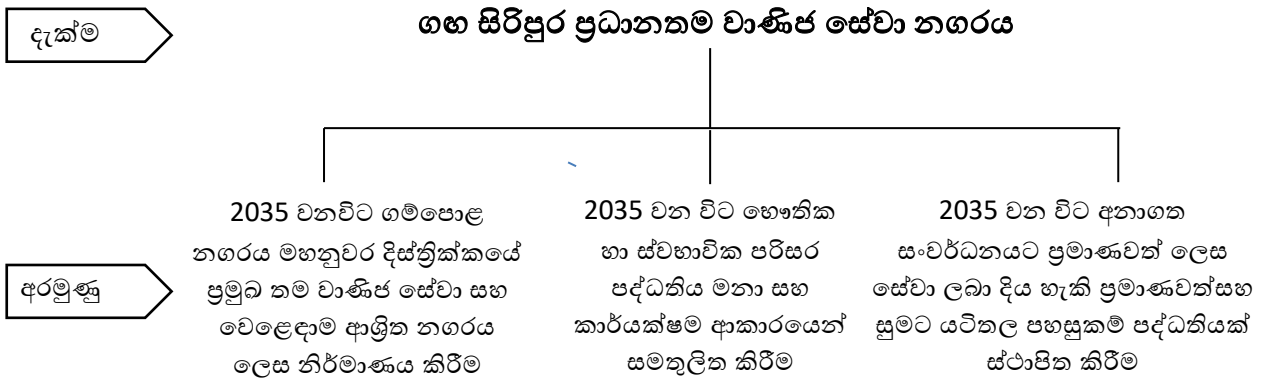 දැක්ම
ගඟ සිරිපුර ප්‍රධානතම වාණිජ සේවා නගරය
2035 වනවිට ගම්පොළ
නගරය මහනුවර දිස්ත්‍රික්කයේ
ප්‍රමුඛ තම වාණිජ සේවා සහ
වෙළෙඳාම ආශ්‍රිත නගරය
ලෙස නිර්මාණය කිරීම
2035 වන විට භෞතික
හා ස්වභාවික පරිසර
පද්ධතිය මනා සහ
කාර්යක්ෂම ආකාරයෙන්
සමතුලිත කිරීම
2035 වන විට අනාගත
සංවර්ධනයට ප්‍රමාණවත් ලෙස
සේවා ලබා දිය හැකි ප්‍රමාණවත්සහ
සුමට යටිතල පහසුකම් පද්ධතියක්
ස්ථාපිත කිරීම
අරමුණු